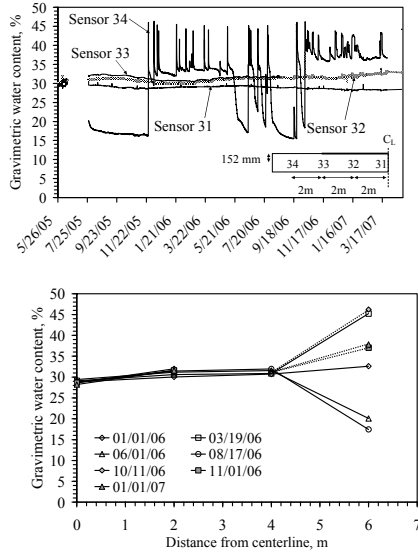 Gravimetric water content, %
50
45
40
35
30
25
20
15
10
5
0
Sensor 34
Sensor 33
Sensor 31
Sensor 32
152 mm
C_L
34 33 32 31
2m 2m 2m
5/26/05 7/25/05 9/23/05 11/22/05 1/21/06 3/22/06 5/21/06 7/20/06 9/18/06 11/17/06 1/16/07 3/17/07
Gravimetric water content, %
50
45
40
35
30
25
20
15
10
5
0
01/01/06 03/19/06
06/01/06 08/17/06
10/11/06 11/01/06
01/01/07
0 1 2 3 4 5 6 7
Distance from centerline, m